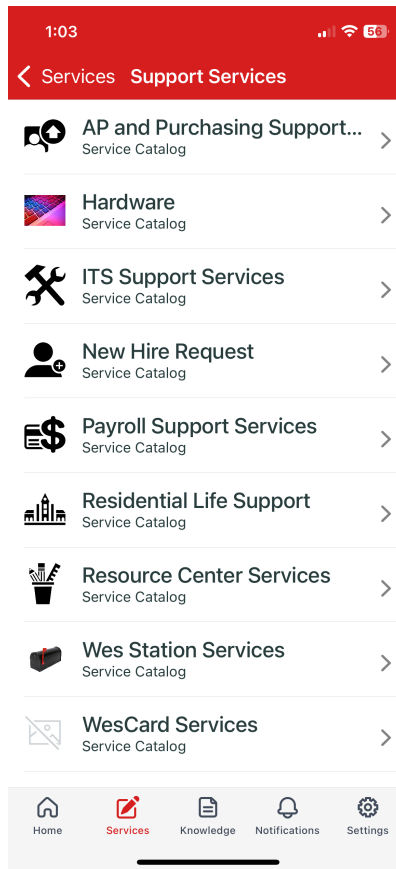 1:03
56
Services Support Services
AP and Purchasing Support...
Service Catalog
Hardware
Service Catalog
ITS Support Services
Service Catalog
New Hire Request
Service Catalog
Payroll Support Services
Service Catalog
Residential Life Support
Service Catalog
Resource Center Services
Service Catalog
Wes Station Services
Service Catalog
WesCard Services
Service Catalog
Home Services Knowledge Notifications Settings